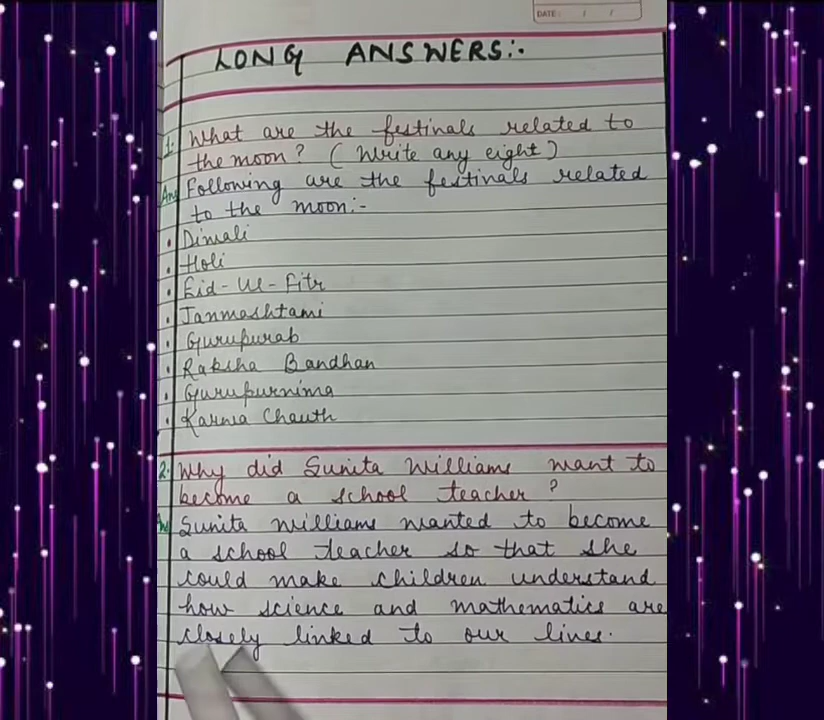 DATE: / /
LONG ANSWERS:-
1. What are the festivals related to
the moon? (Write any eight)
Ans Following are the festivals related
to the moon:-
• Diwali
• Holi
• Eid-Ul-Fitr
• Janmashtami
• Gurupurab
• Raksha Bandhan
• Gurupurnima
• Karwa Chauth
2. Why did Sunita Williams want to
become a school teacher?
Ans Sunita Williams wanted to become
a school teacher so that she
could make children understand
how science and mathematics are
closely linked to our lives.